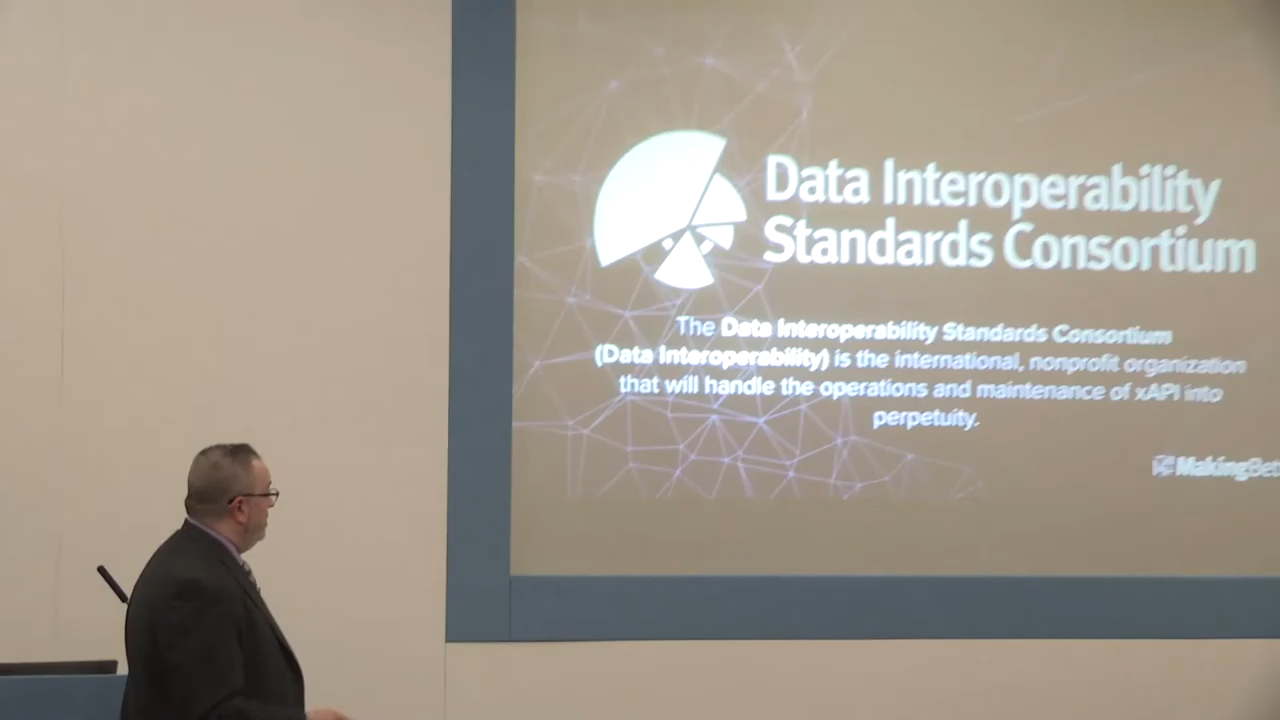 Data Interoperability
Standards Consortium
The Data Interoperability Standards Consortium
(Data Interoperability) is the international, nonprofit organization
that will handle the operations and maintenance of xAPI into
perpetuity.
MakingBet